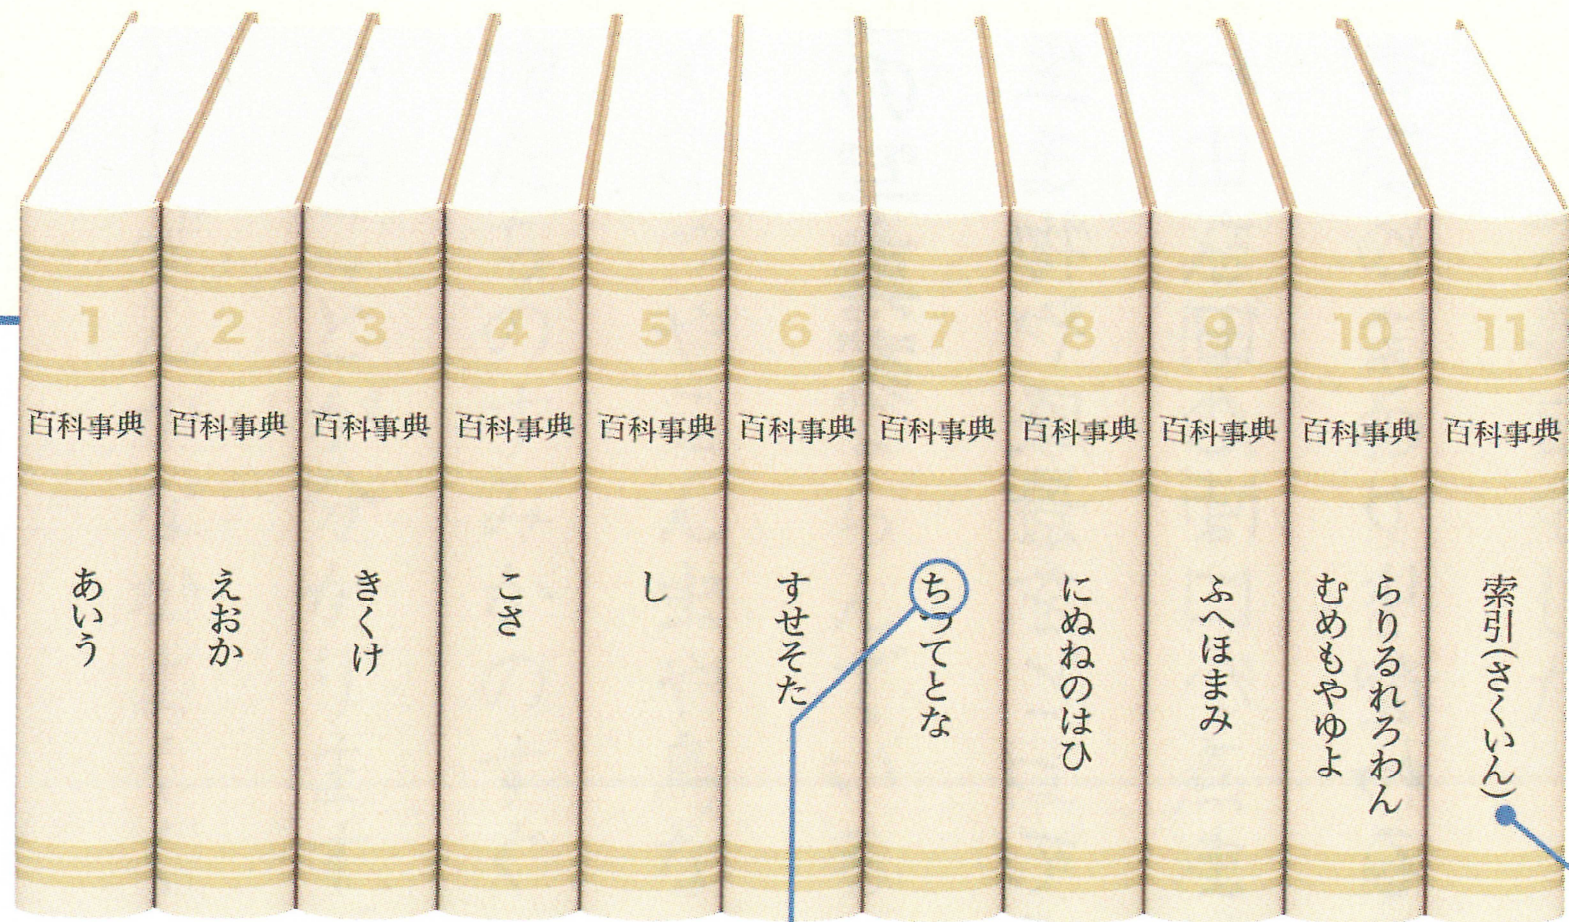 1
百科事典
あいう
2
百科事典
えおか
3
百科事典
きくけ
4
百科事典
こさ
5
百科事典
し
6
百科事典
すせそた
7
百科事典
ちつてとな
8
百科事典
にぬねのはひ
9
百科事典
ふへほまみ
10
百科事典
らりるれろわん
むめもやゆよ
11
百科事典
索引(さくいん)